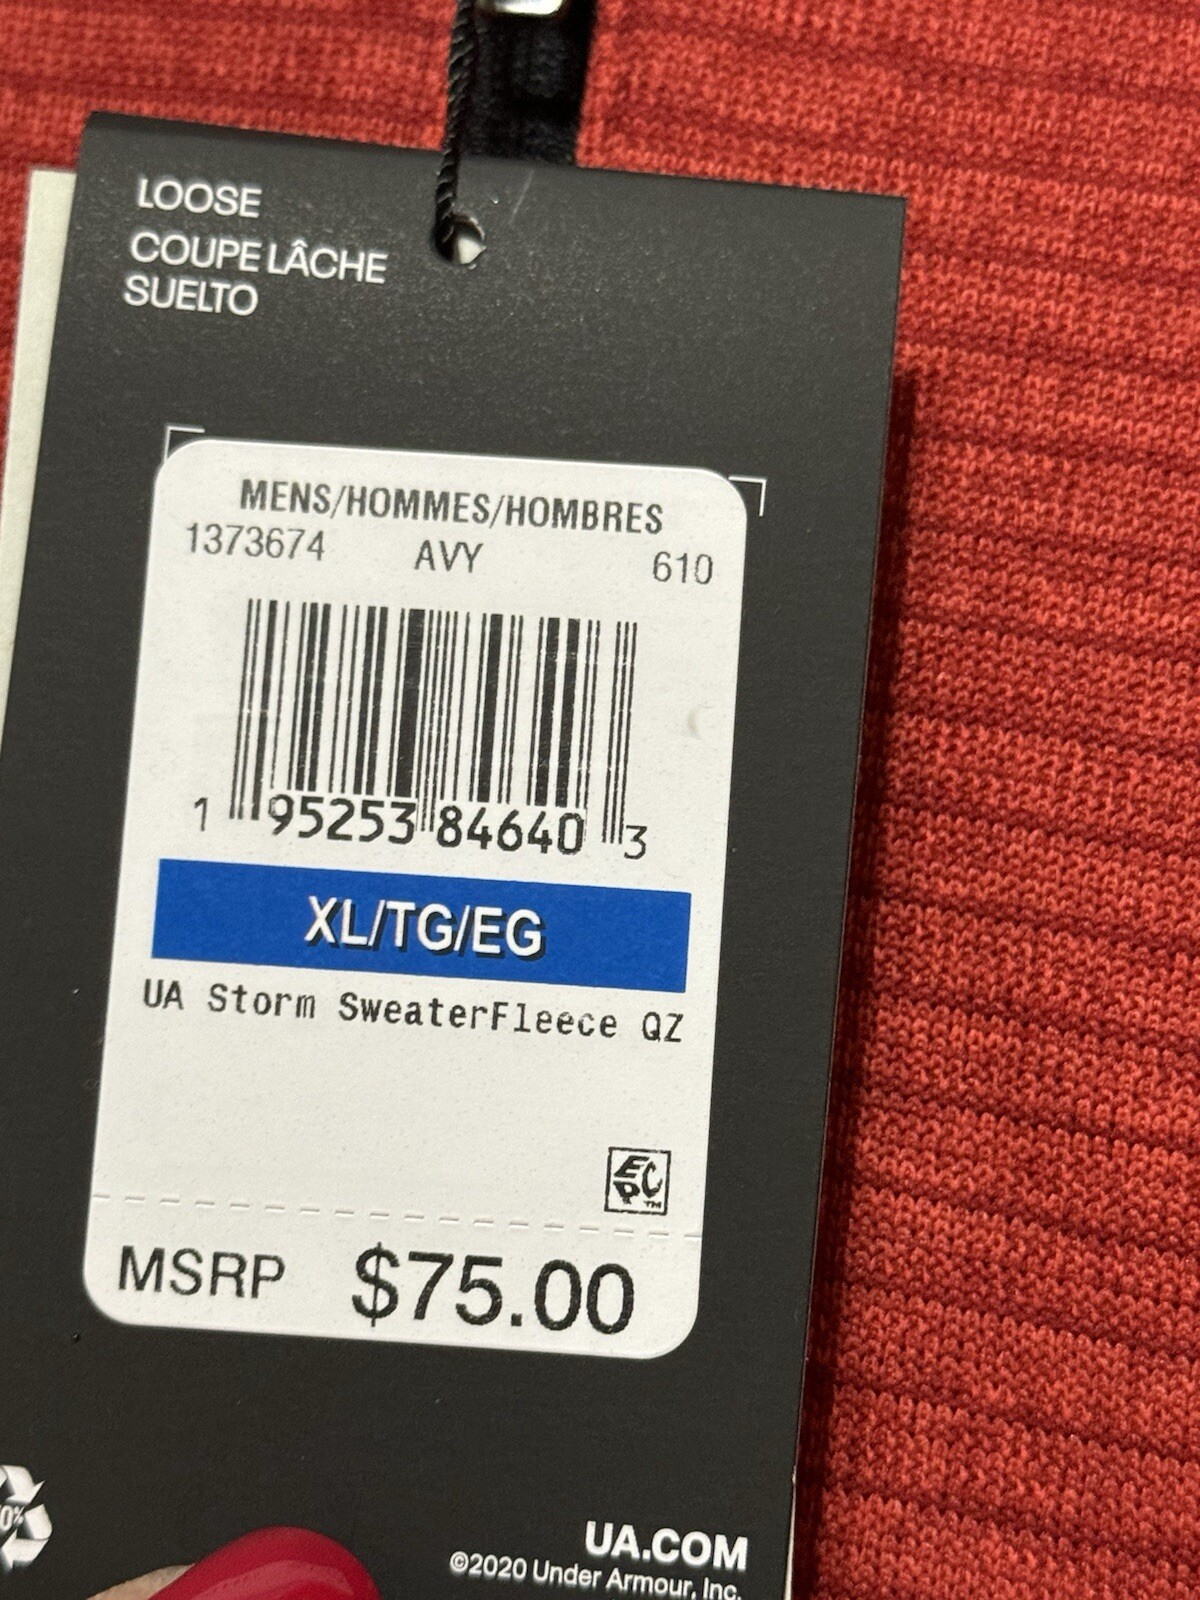 LOOSE
COUPE LÂCHE
SUELTO
MENS/HOMMES/HOMBRES
1373674 AVY 610
1 95253 84640 3
XL/TG/EG
UA Storm SweaterFleece QZ
EPC™
MSRP $75.00
UA.COM
©2020 Under Armour, Inc.